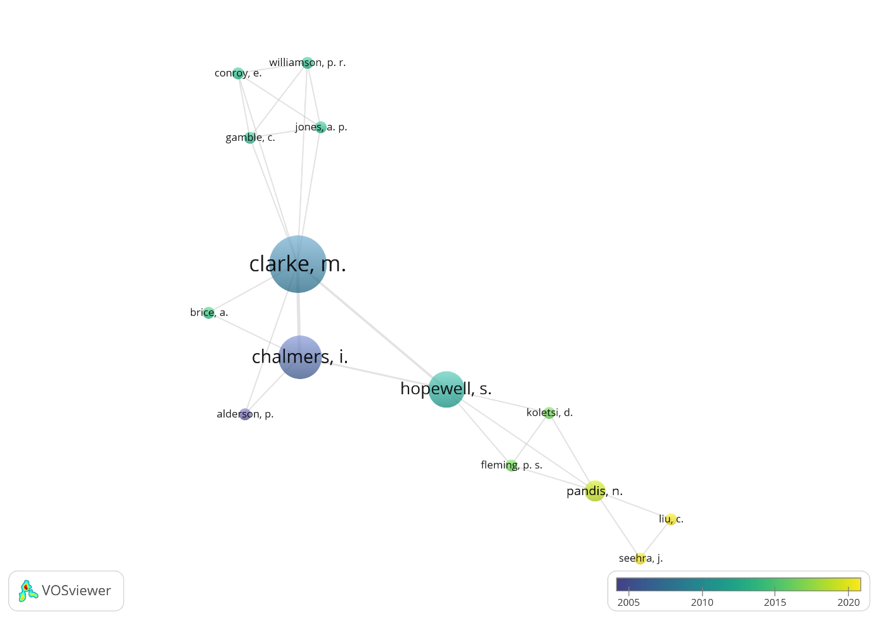 williamson, p. r.
conroy, e.
jones, a. p.
gamble, c.
clarke, m.
brice, a.
chalmers, i.
hopewell, s.
alderson, p.
koletsi, d.
fleming, p. s.
pandis, n.
liu, c.
seehra, j.
VOSviewer
2005 2010 2015 2020